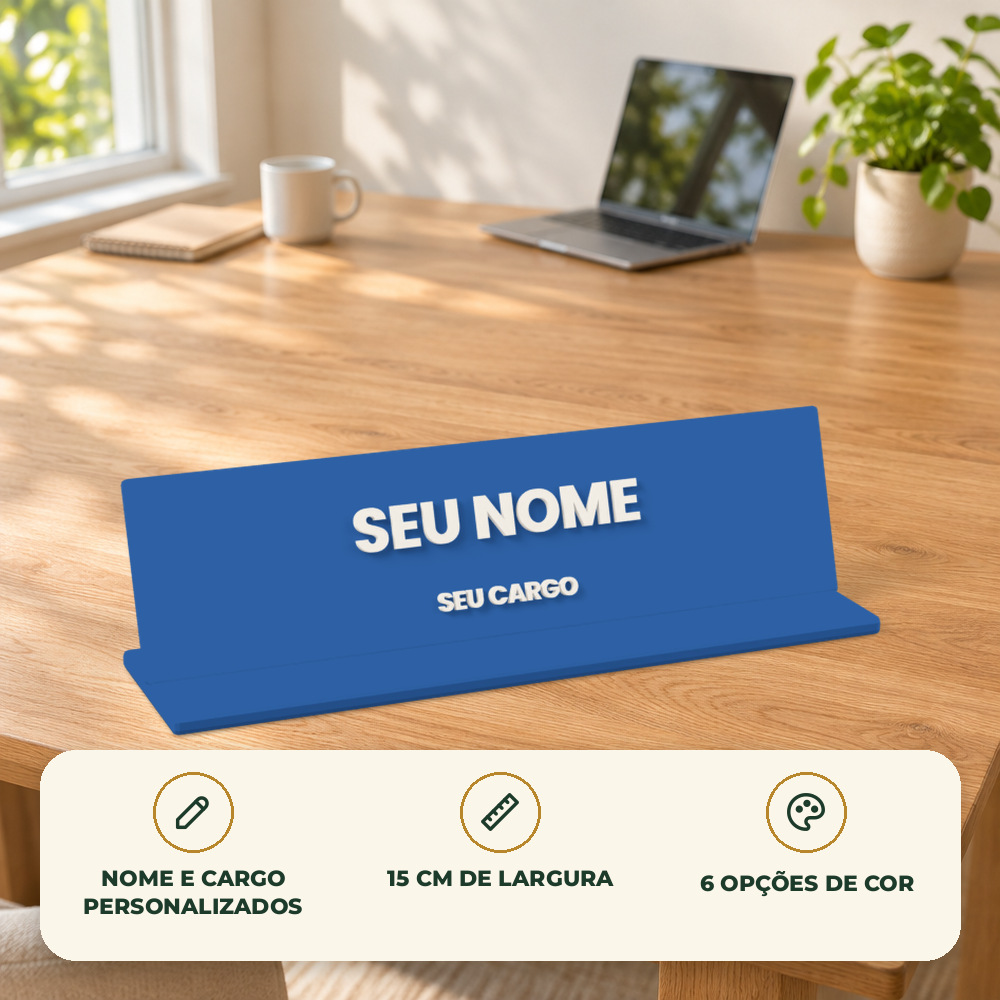 SEU NOME
SEU CARGO
NOME E CARGO
PERSONALIZADOS
15 CM DE LARGURA
6 OPÇÕES DE COR